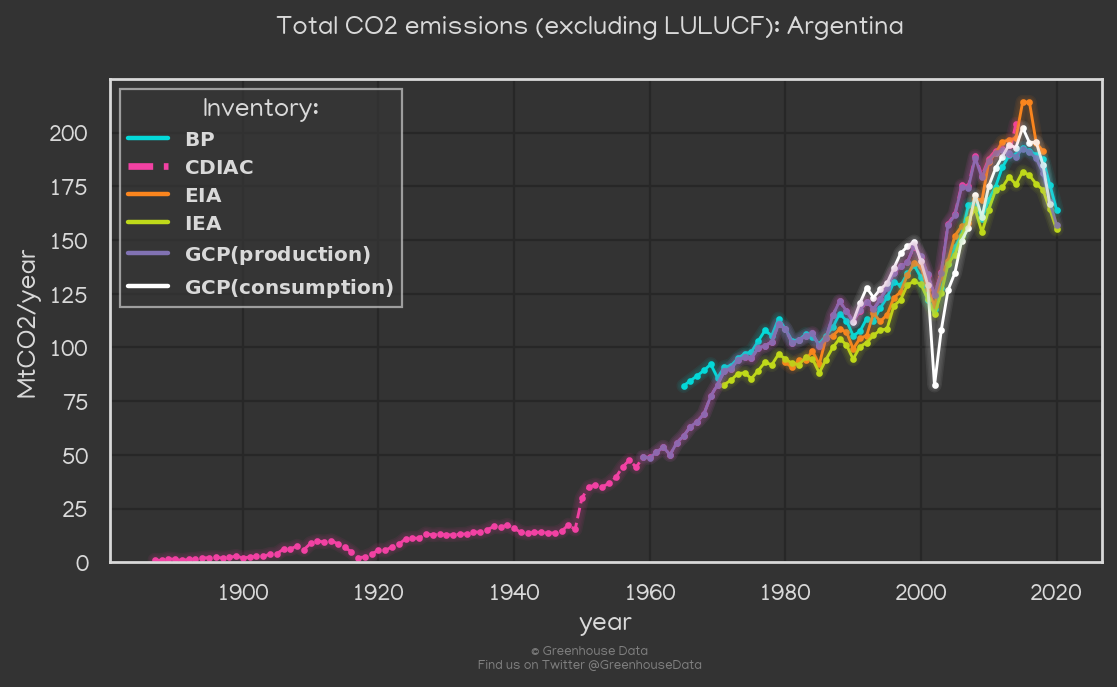 Total CO2 emissions (excluding LULUCF): Argentina
Inventory:
BP
CDIAC
EIA
IEA
GCP(production)
GCP(consumption)
MtCO2/year
200
175
150
125
100
75
50
25
0
1900 1920 1940 1960 1980 2000 2020
year
© Greenhouse Data
Find us on Twitter @GreenhouseData